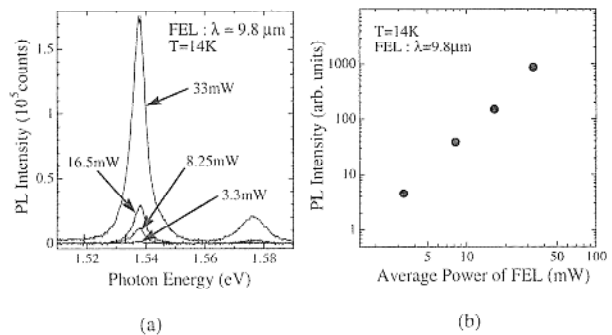 FEL : λ = 9.8 μm
T=14K
33mW
16.5mW
8.25mW
3.3mW
PL Intensity (10⁵ counts)
1.5
1
0.5
0
1.52
1.54
1.56
1.58
Photon Energy (eV)
(a)
T=14K
FEL : λ=9.8μm
PL Intensity (arb. units)
1000
100
10
1
5
10
50
100
Average Power of FEL (mW)
(b)